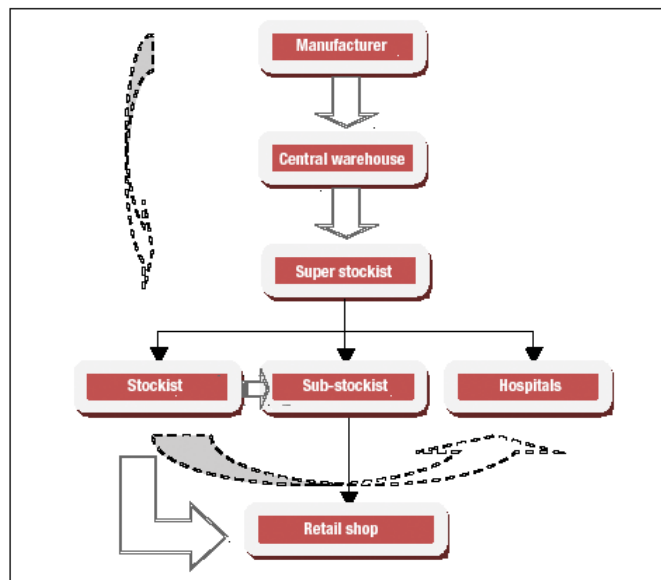 Manufacturer
Central warehouse
Super stockist
Stockist
Sub-stockist
Hospitals
Retail shop